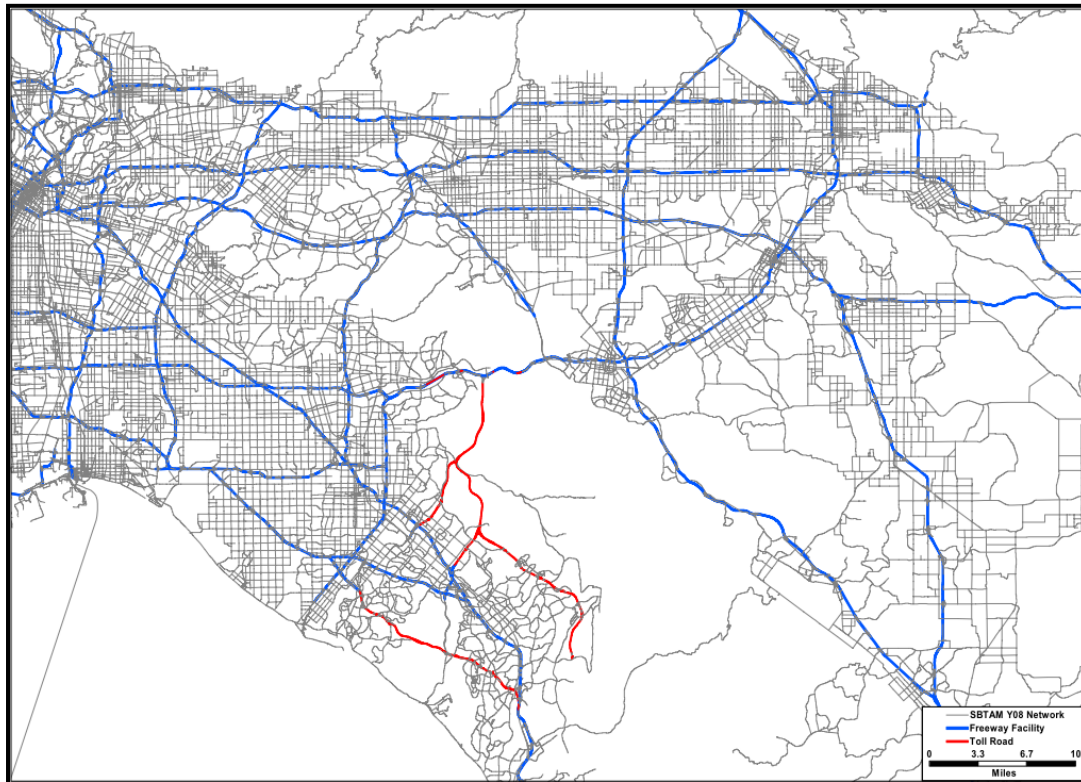 SBTAM Y08 Network
Freeway Facility
Toll Road
0 3.3 6.7 10
Miles